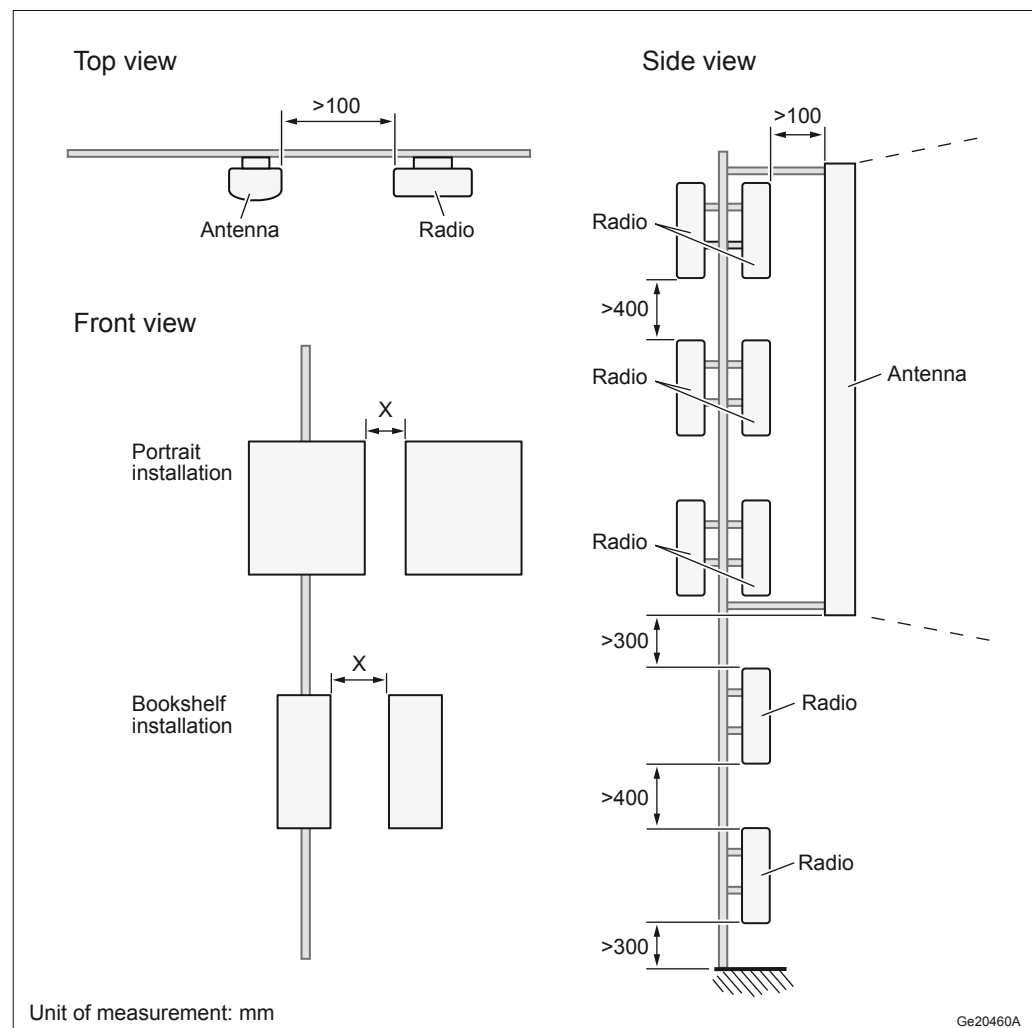 Top view
>100
Antenna
Radio
Front view
X
Portrait
installation
X
Bookshelf
installation
Side view
>100
Radio
>400
Radio
Antenna
Radio
>300
Radio
>400
Radio
>300
Unit of measurement: mm
Ge20460A